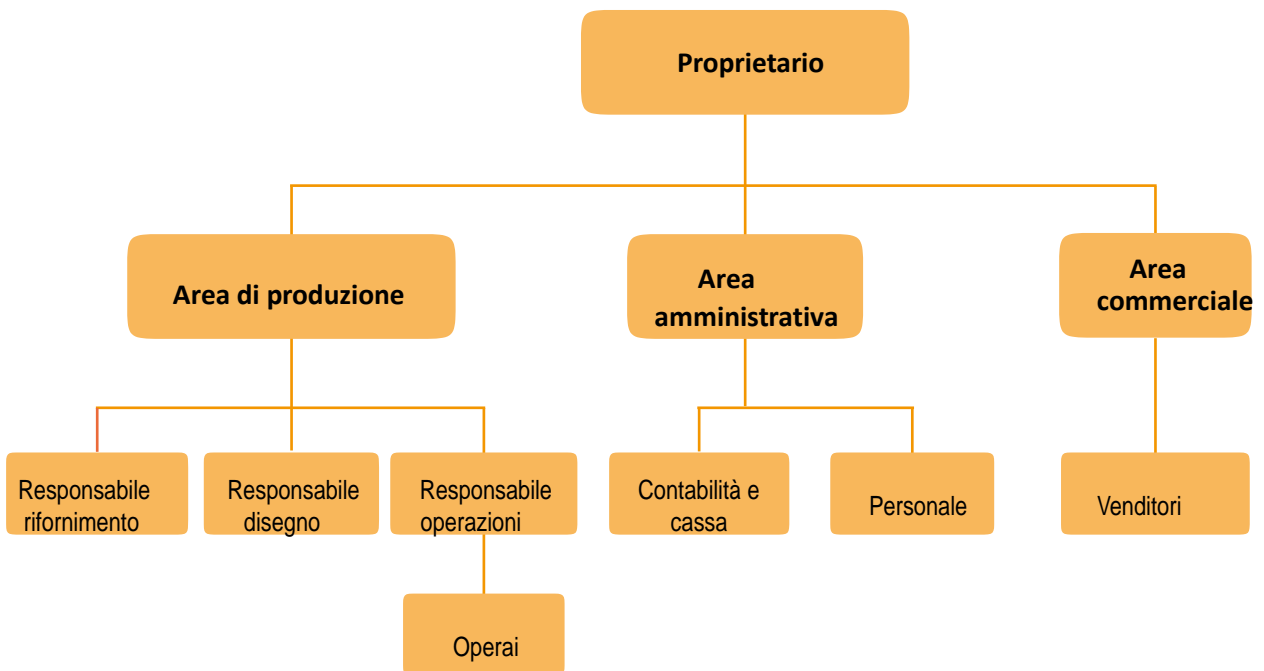 Proprietario
Area di produzione
Area
amministrativa
Area
commerciale
Responsabile
rifornimento
Responsabile
disegno
Responsabile
operazioni
Contabilità e
cassa
Personale
Venditori
Operai